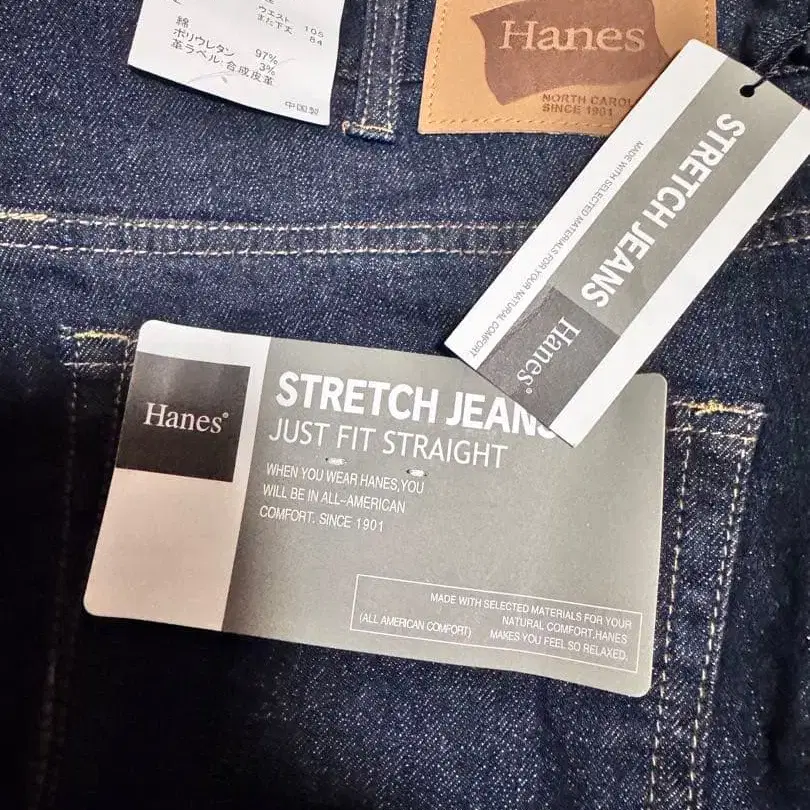 ウエスト 106
また下丈 84
綿 97%
ポリウレタン 3%
革ラベル:合成皮革
中国製
Hanes
NORTH CAROL
SINCE 1901
STRETCH JEANS
MADE WITH SELECTED MATERIALS FOR YOUR NATURAL COMFORT
Hanes®
Hanes®
STRETCH JEANS
JUST FIT STRAIGHT
WHEN YOU WEAR HANES,YOU
WILL BE IN ALL-AMERICAN
COMFORT. SINCE 1901
MADE WITH SELECTED MATERIALS FOR YOUR
NATURAL COMFORT.HANES
(ALL AMERICAN COMFORT) MAKES YOU FEEL SO RELAXED.